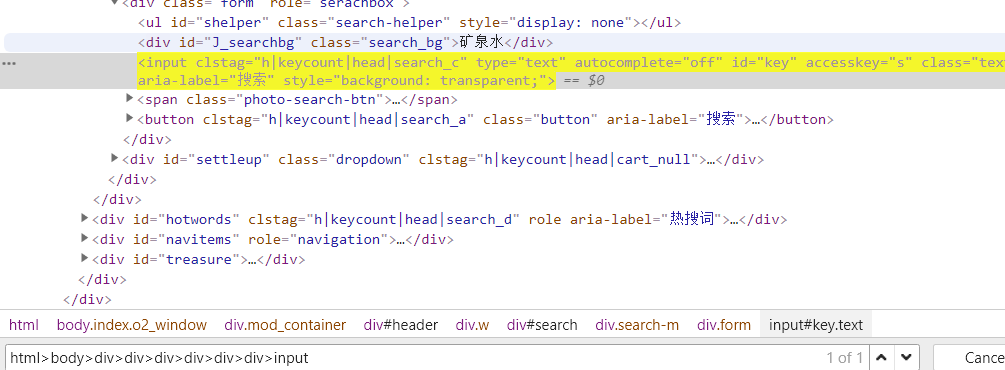 <div class="form" role="serachbox">
<ul id="shelper" class="search-helper" style="display: none"></ul>
<div id="J_searchbg" class="search_bg">矿泉水</div>
<input clstag="h|keycount|head|search_c" type="text" autocomplete="off" id="key" accesskey="s" class="tex
aria-label="搜索" style="background: transparent;"> == $0
<span class="photo-search-btn">…</span>
<button clstag="h|keycount|head|search_a" class="button" aria-label="搜索">…</button>
</div>
<div id="settleup" class="dropdown" clstag="h|keycount|head|cart_null">…</div>
</div>
</div>
<div id="hotwords" clstag="h|keycount|head|search_d" role aria-label="热搜词">…</div>
<div id="navitems" role="navigation">…</div>
<div id="treasure">…</div>
</div>
</div>
html body.index.o2_window div.mod_container div#header div.w div#search div.search-m div.form input#key.text
html>body>div>div>div>div>div>div>input 1 of 1 Cance